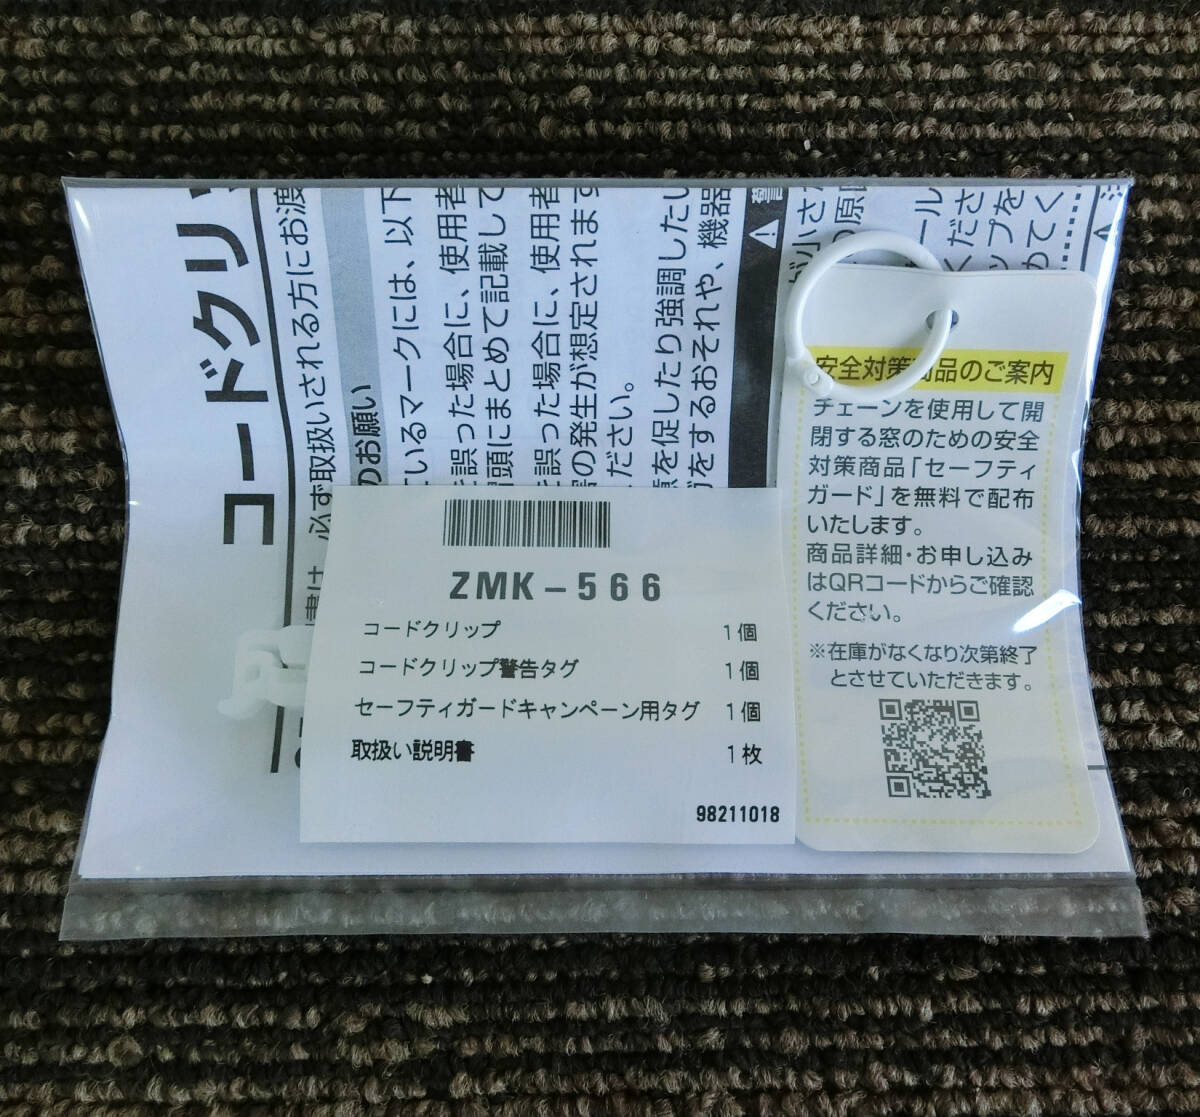 コードクリ
必ず取扱いされる方にお渡
のお願い
ているマークには、以下
誤った場合に、使用者
冒頭にまとめて記載して
誤った場合に、使用者
の発生が想定されます
ださい。
意を促したり強調したい
げをするおそれや、機器
ZMK-566
コードクリップ 1個
コードクリップ警告タグ 1個
セーフティガードキャンペーン用タグ 1個
取扱い説明書 1枚
98211018
安全対策商品のご案内
チェーンを使用して開
閉する窓のための安全
対策商品「セーフティ
ガード」を無料で配布
いたします。
商品詳細・お申し込み
はQRコードからご確認
ください。
※在庫がなくなり次第終了
とさせていただきます。